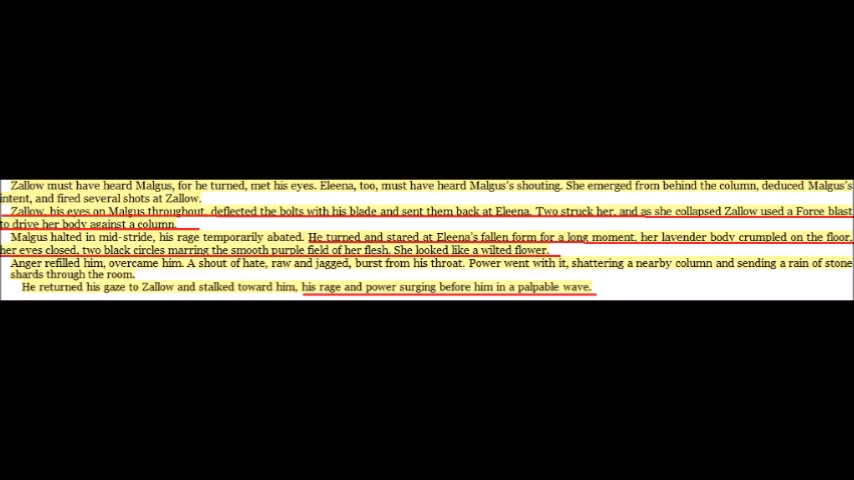 Zallow must have heard Malgus, for he turned, met his eyes. Eleena, too, must have heard Malgus's shouting. She emerged from behind the column, deduced Malgus's
intent, and fired several shots at Zallow.
Zallow, his eyes on Malgus throughout, deflected the bolts with his blade and sent them back at Eleena. Two struck her, and as she collapsed Zallow used a Force blast
to drive her body against a column.
Malgus halted in mid-stride, his rage temporarily abated. He turned and stared at Eleena's fallen form for a long moment, her lavender body crumpled on the floor,
her eyes closed, two black circles marring the smooth purple field of her flesh. She looked like a wilted flower.
Anger refilled him, overcame him. A shout of hate, raw and jagged, burst from his throat. Power went with it, shattering a nearby column and sending a rain of stone
shards through the room.
He returned his gaze to Zallow and stalked toward him, his rage and power surging before him in a palpable wave.